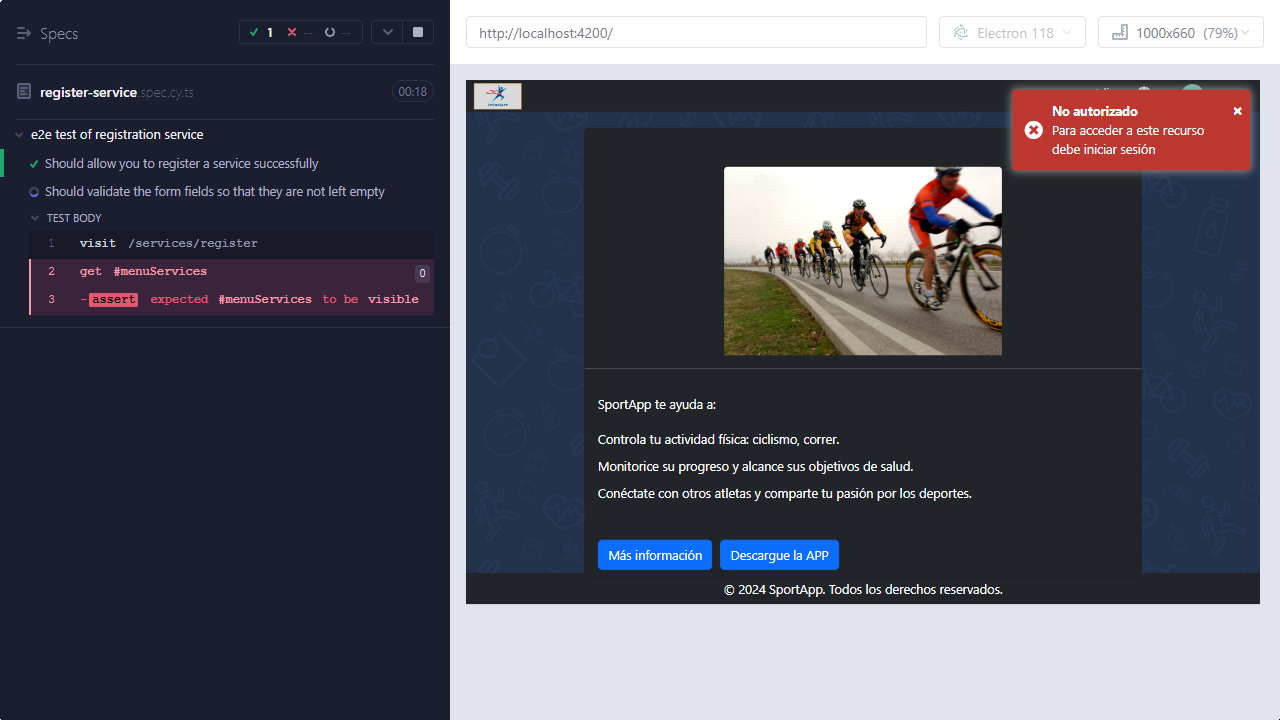 Specs
1
--
--
http://localhost:4200/
Electron 118
1000x660 (79%)
register-service spec.cy.ts
00:18
e2e test of registration service
Should allow you to register a service successfully
Should validate the form fields so that they are not left empty
TEST BODY
1 visit /services/register
2 get #menuServices
0
3 -assert expected #menuServices to be visible
No autorizado
Para acceder a este recurso
debe iniciar sesión
SportApp te ayuda a:
Controla tu actividad física: ciclismo, correr.
Monitorice su progreso y alcance sus objetivos de salud.
Conéctate con otros atletas y comparte tu pasión por los deportes.
Más información
Descargue la APP
© 2024 SportApp. Todos los derechos reservados.